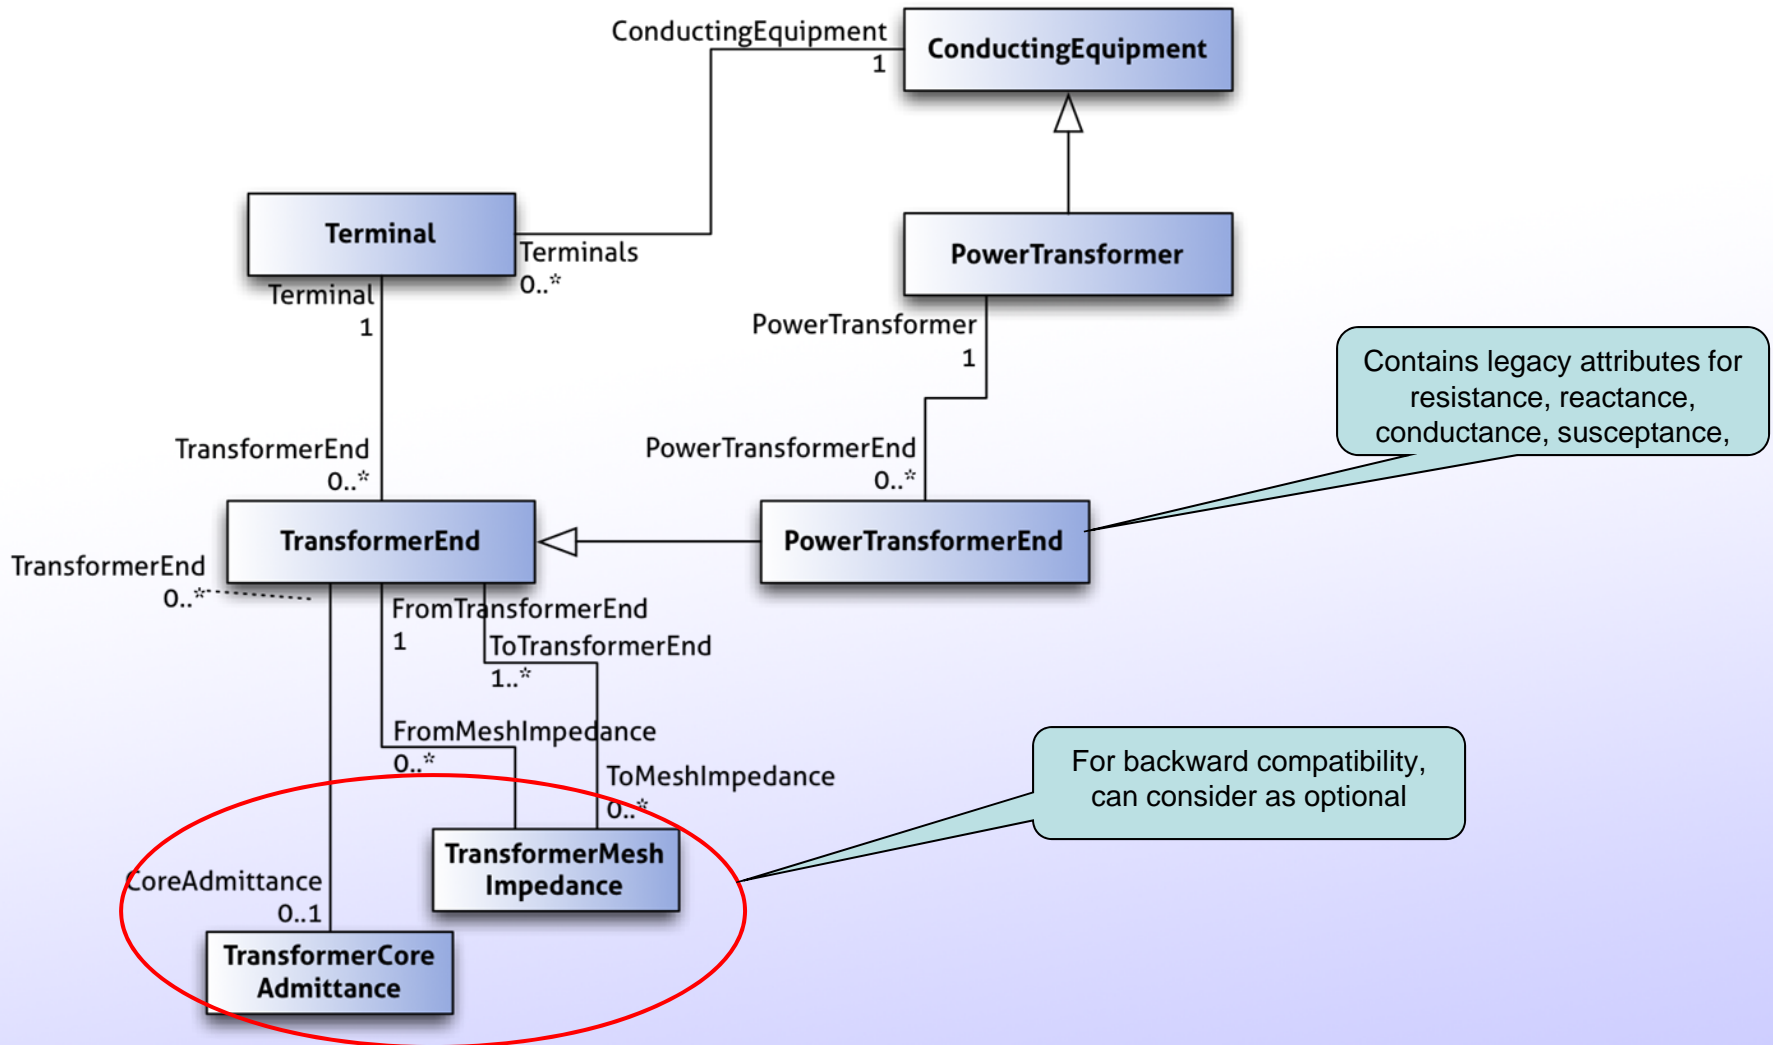 ConductingEquipment
1
ConductingEquipment
Terminal
Terminals
0..*
PowerTransformer
Terminal
1
PowerTransformer
1
Contains legacy attributes for
resistance, reactance,
conductance, susceptance,
TransformerEnd
0..*
PowerTransformerEnd
0..*
TransformerEnd
PowerTransformerEnd
TransformerEnd
0..*
FromTransformerEnd
1
ToTransformerEnd
1..*
FromMeshImpedance
0..*
ToMeshImpedance
0..*
For backward compatibility,
can consider as optional
TransformerMesh
Impedance
CoreAdmittance
0..1
TransformerCore
Admittance